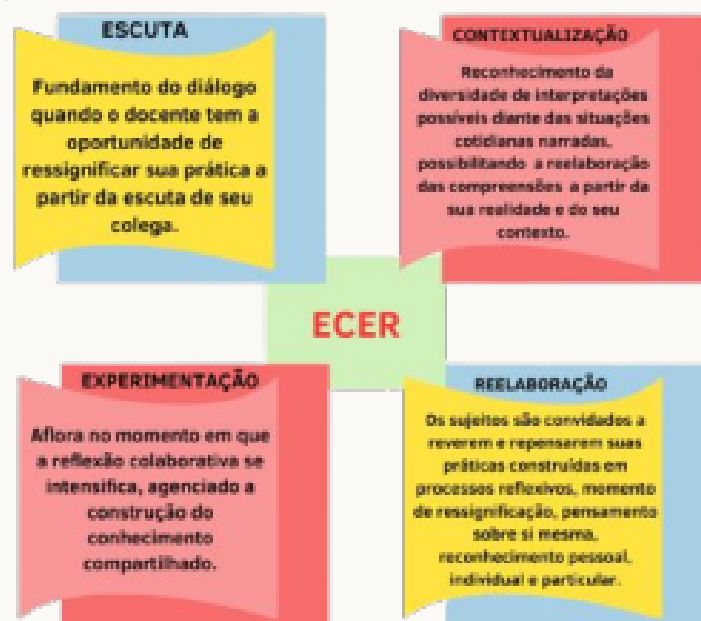 ESCUTA
Fundamento do diálogo
quando o docente tem a
oportunidade de
ressignificar sua prática a
partir da escuta de seu
colega.
CONTEXTUALIZAÇÃO
Reconhecimento da
diversidade de interpretações
possíveis diante das situações
cotidianas narradas,
possibilitando a reelaboração
das compreensões a partir da
sua realidade e do seu
contexto.
ECER
EXPERIMENTAÇÃO
Aflora no momento em que
a reflexão colaborativa se
intensifica, agenciado a
construção do
conhecimento
compartilhado.
REELABORAÇÃO
Os sujeitos são convidados a
reverem e repensarem suas
práticas construídas em
processos reflexivos, momento
de ressignificação, pensamento
sobre si mesma,
reconhecimento pessoal,
individual e particular.